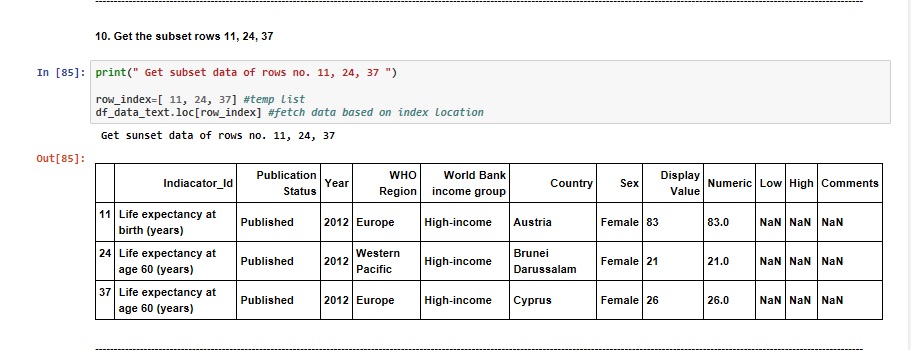 10. Get the subset rows 11, 24, 37
In [85]: print(" Get subset data of rows no. 11, 24, 37 ")
row_index=[ 11, 24, 37] #temp list
df_data_text.loc[row_index] #fetch data based on index location
Get sunset data of rows no. 11, 24, 37
Out[85]:
Indiacator_Id Publication Status Year WHO Region World Bank income group Country Sex Display Value Numeric Low High Comments
11 Life expectancy at birth (years) Published 2012 Europe High-income Austria Female 83 83.0 NaN NaN NaN
24 Life expectancy at age 60 (years) Published 2012 Western Pacific High-income Brunei Darussalam Female 21 21.0 NaN NaN NaN
37 Life expectancy at age 60 (years) Published 2012 Europe High-income Cyprus Female 26 26.0 NaN NaN NaN